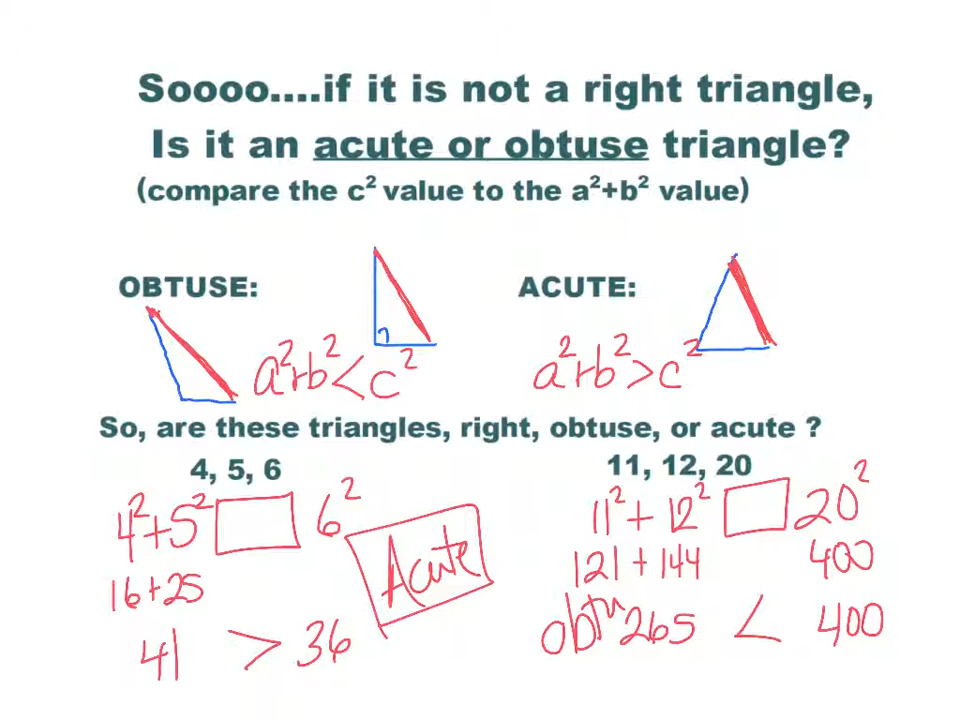 Soooo....if it is not a right triangle,
Is it an acute or obtuse triangle?
(compare the c² value to the a²+b² value)
OBTUSE:
a²+b² < c²
ACUTE:
a²+b² > c²
So, are these triangles, right, obtuse, or acute ?
4, 5, 6
4² + 5² 6²
16+25
41 > 36
Acute
11, 12, 20
11² + 12² 20²
121 + 144 400
obtu 265 < 400